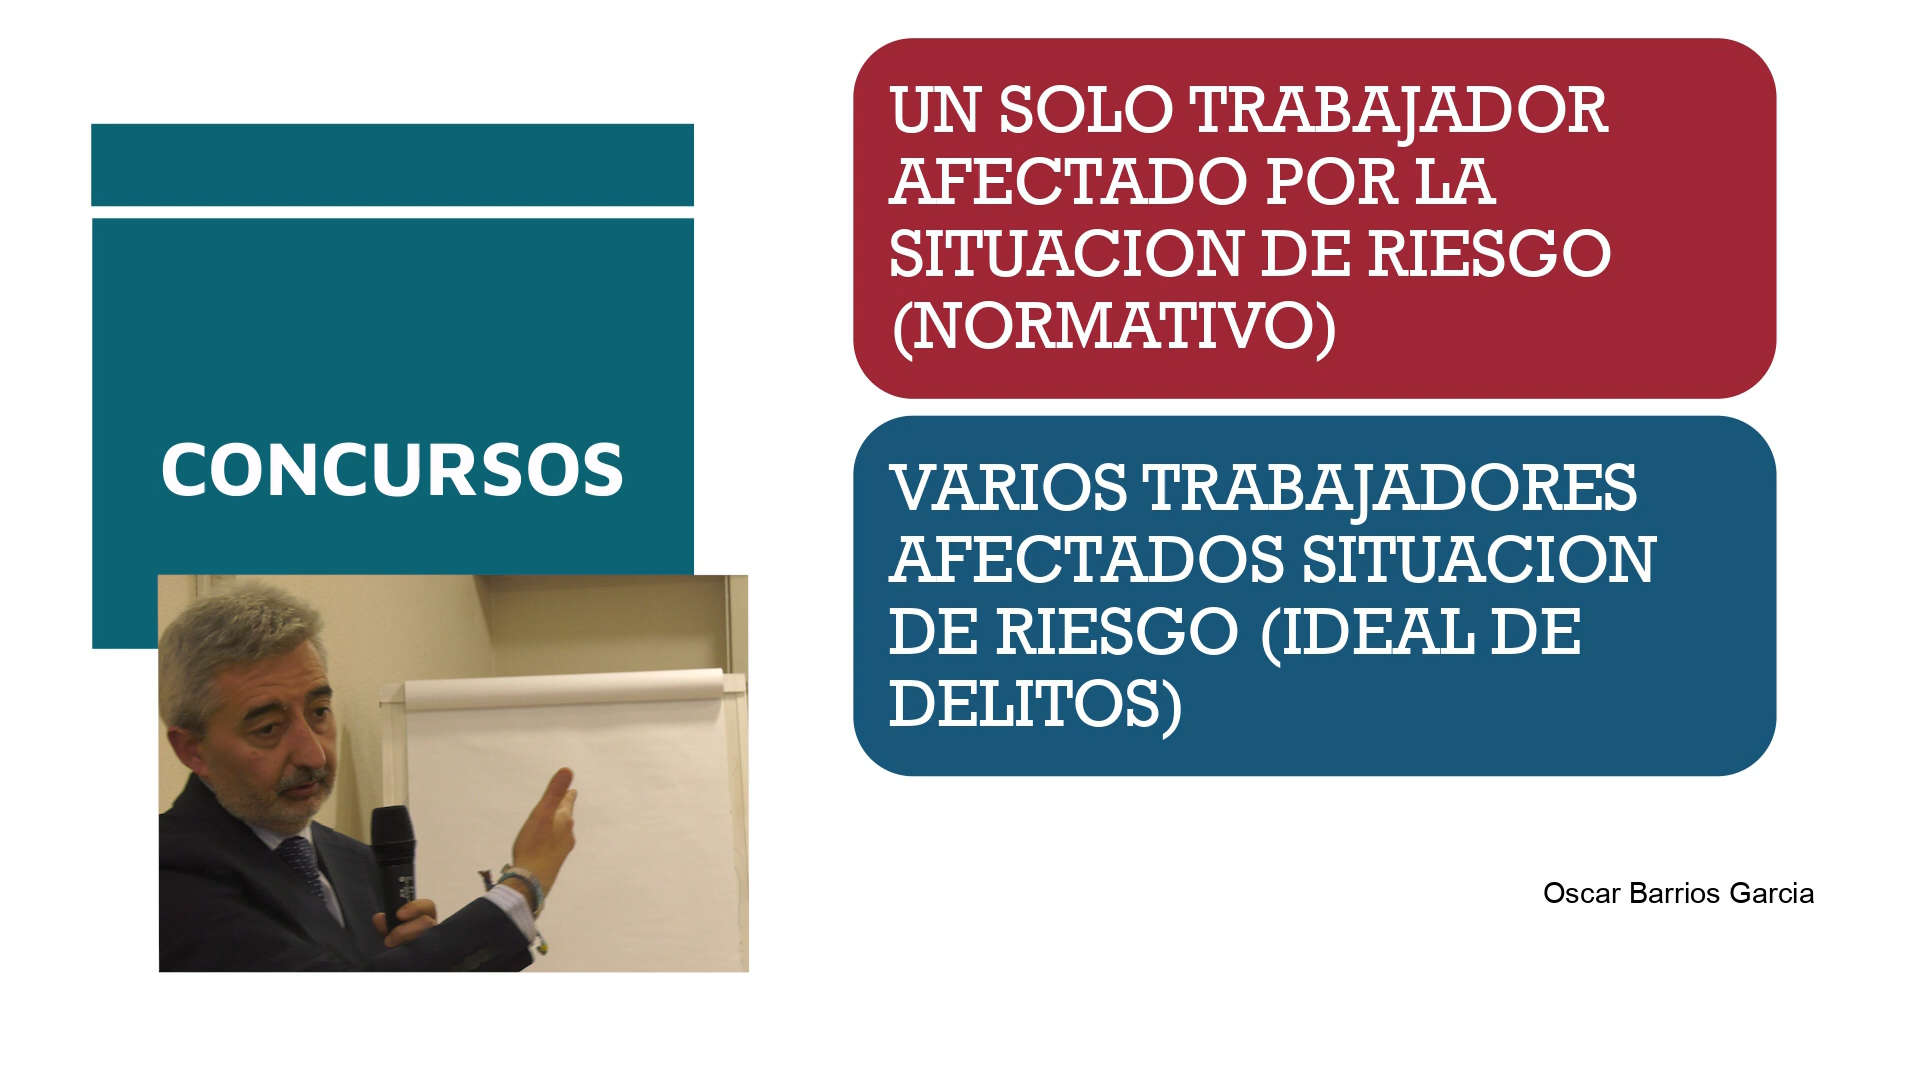 CONCURSOS
UN SOLO TRABAJADOR
AFECTADO POR LA
SITUACION DE RIESGO
(NORMATIVO)
VARIOS TRABAJADORES
AFECTADOS SITUACION
DE RIESGO (IDEAL DE
DELITOS)
Oscar Barrios Garcia